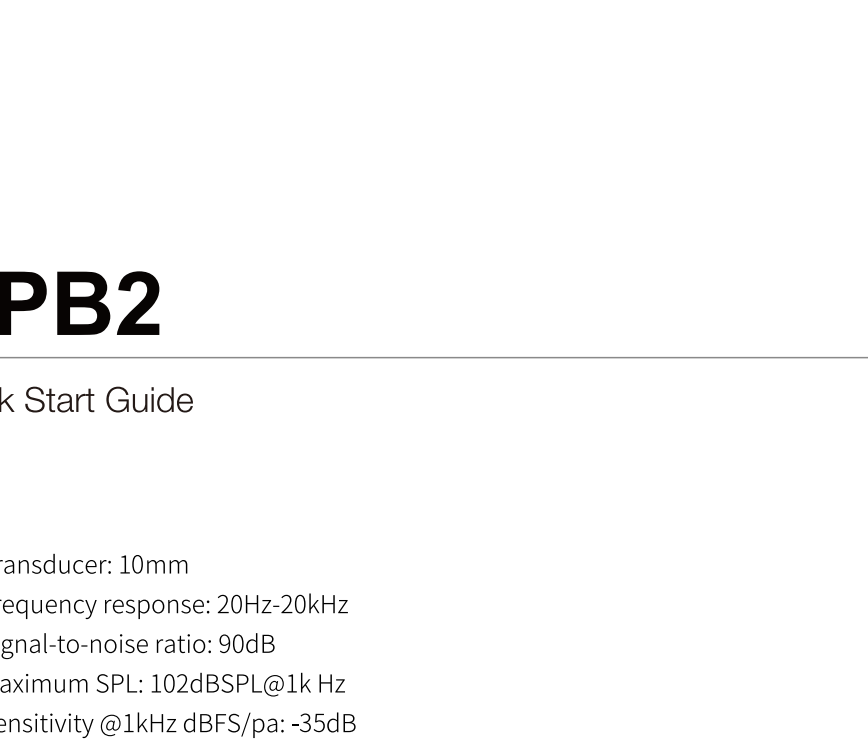 PB2
k Start Guide
ransducer: 10mm
requency response: 20Hz-20kHz
gnal-to-noise ratio: 90dB
aximum SPL: 102dBSPL@1k Hz
ensitivity @1kHz dBFS/pa: -35dB